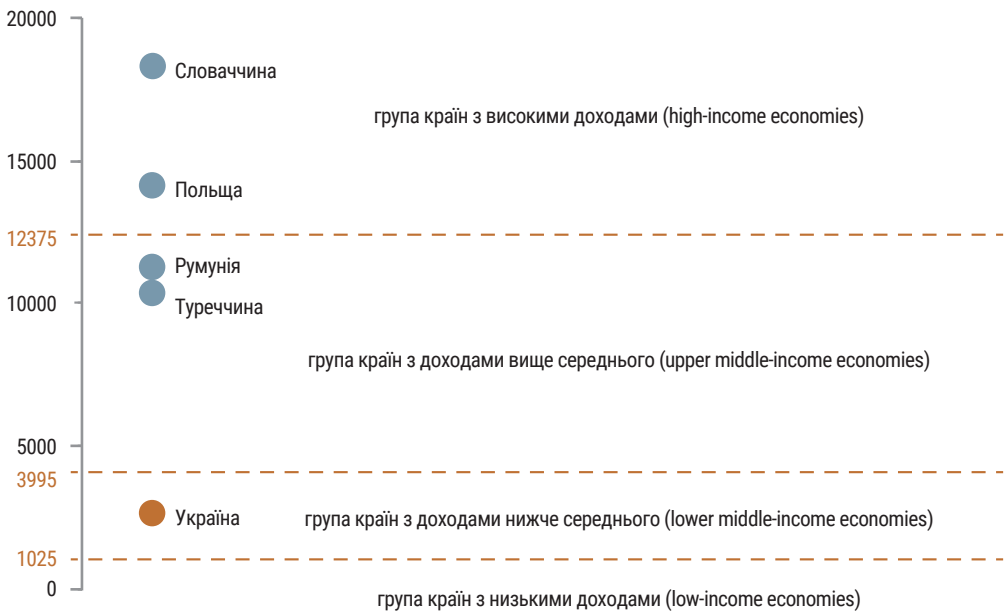 20000
Словаччина
група країн з високими доходами (high-income economies)
15000
Польща
12375
Румунія
10000
Туреччина
група країн з доходами вище середнього (upper middle-income economies)
5000
3995
Україна
група країн з доходами нижче середнього (lower middle-income economies)
1025
0
група країн з низькими доходами (low-income economies)